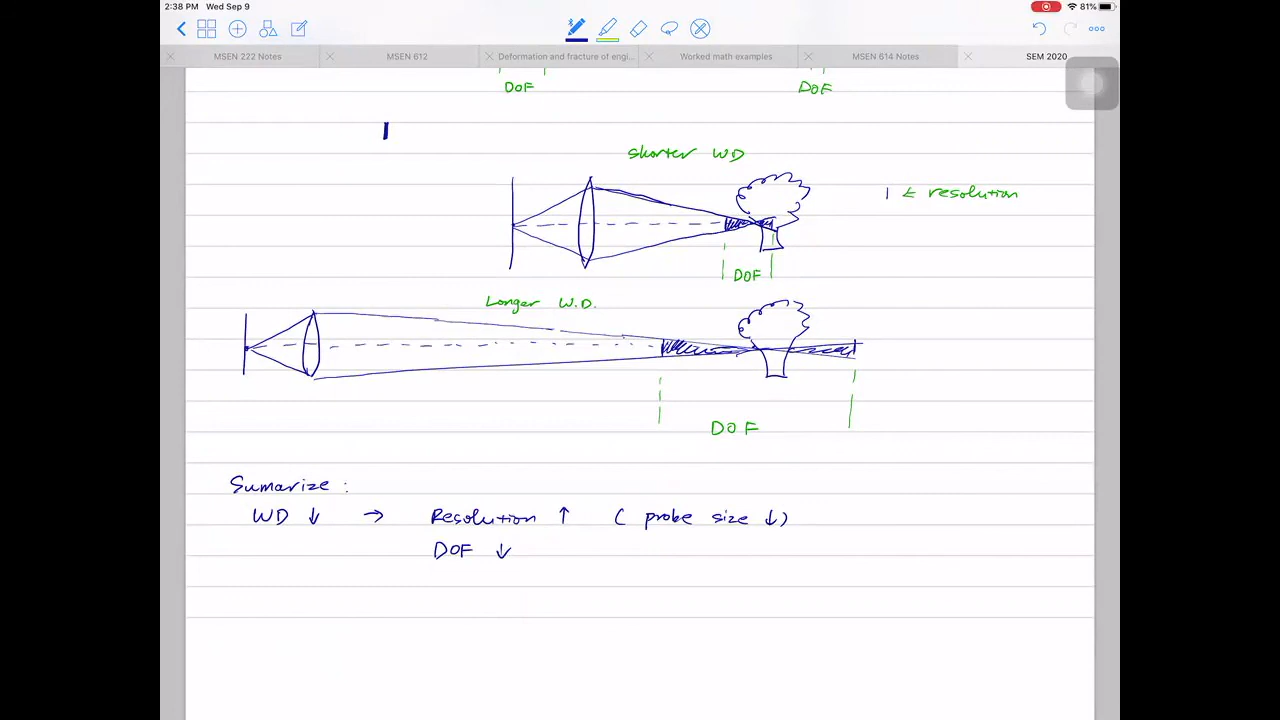 2:38 PM Wed Sep 9 81%
MSEN 222 Notes MSEN 612 Deformation and fracture of engi... Worked math examples MSEN 614 Notes SEM 2020
DOF DOF
Shorter WD
1 ← resolution
DOF
Longer W.D.
DOF
Sumarize :
WD ↓ → Resolution ↑ ( probe size ↓)
DOF ↓